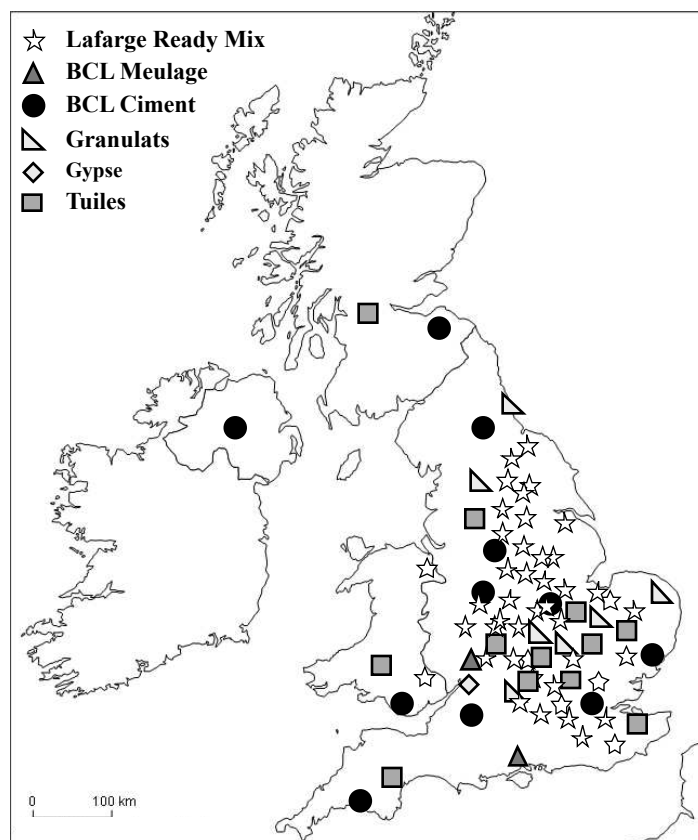 Lafarge Ready Mix
BCL Meulage
BCL Ciment
Granulats
Gypse
Tuiles
0 100 km